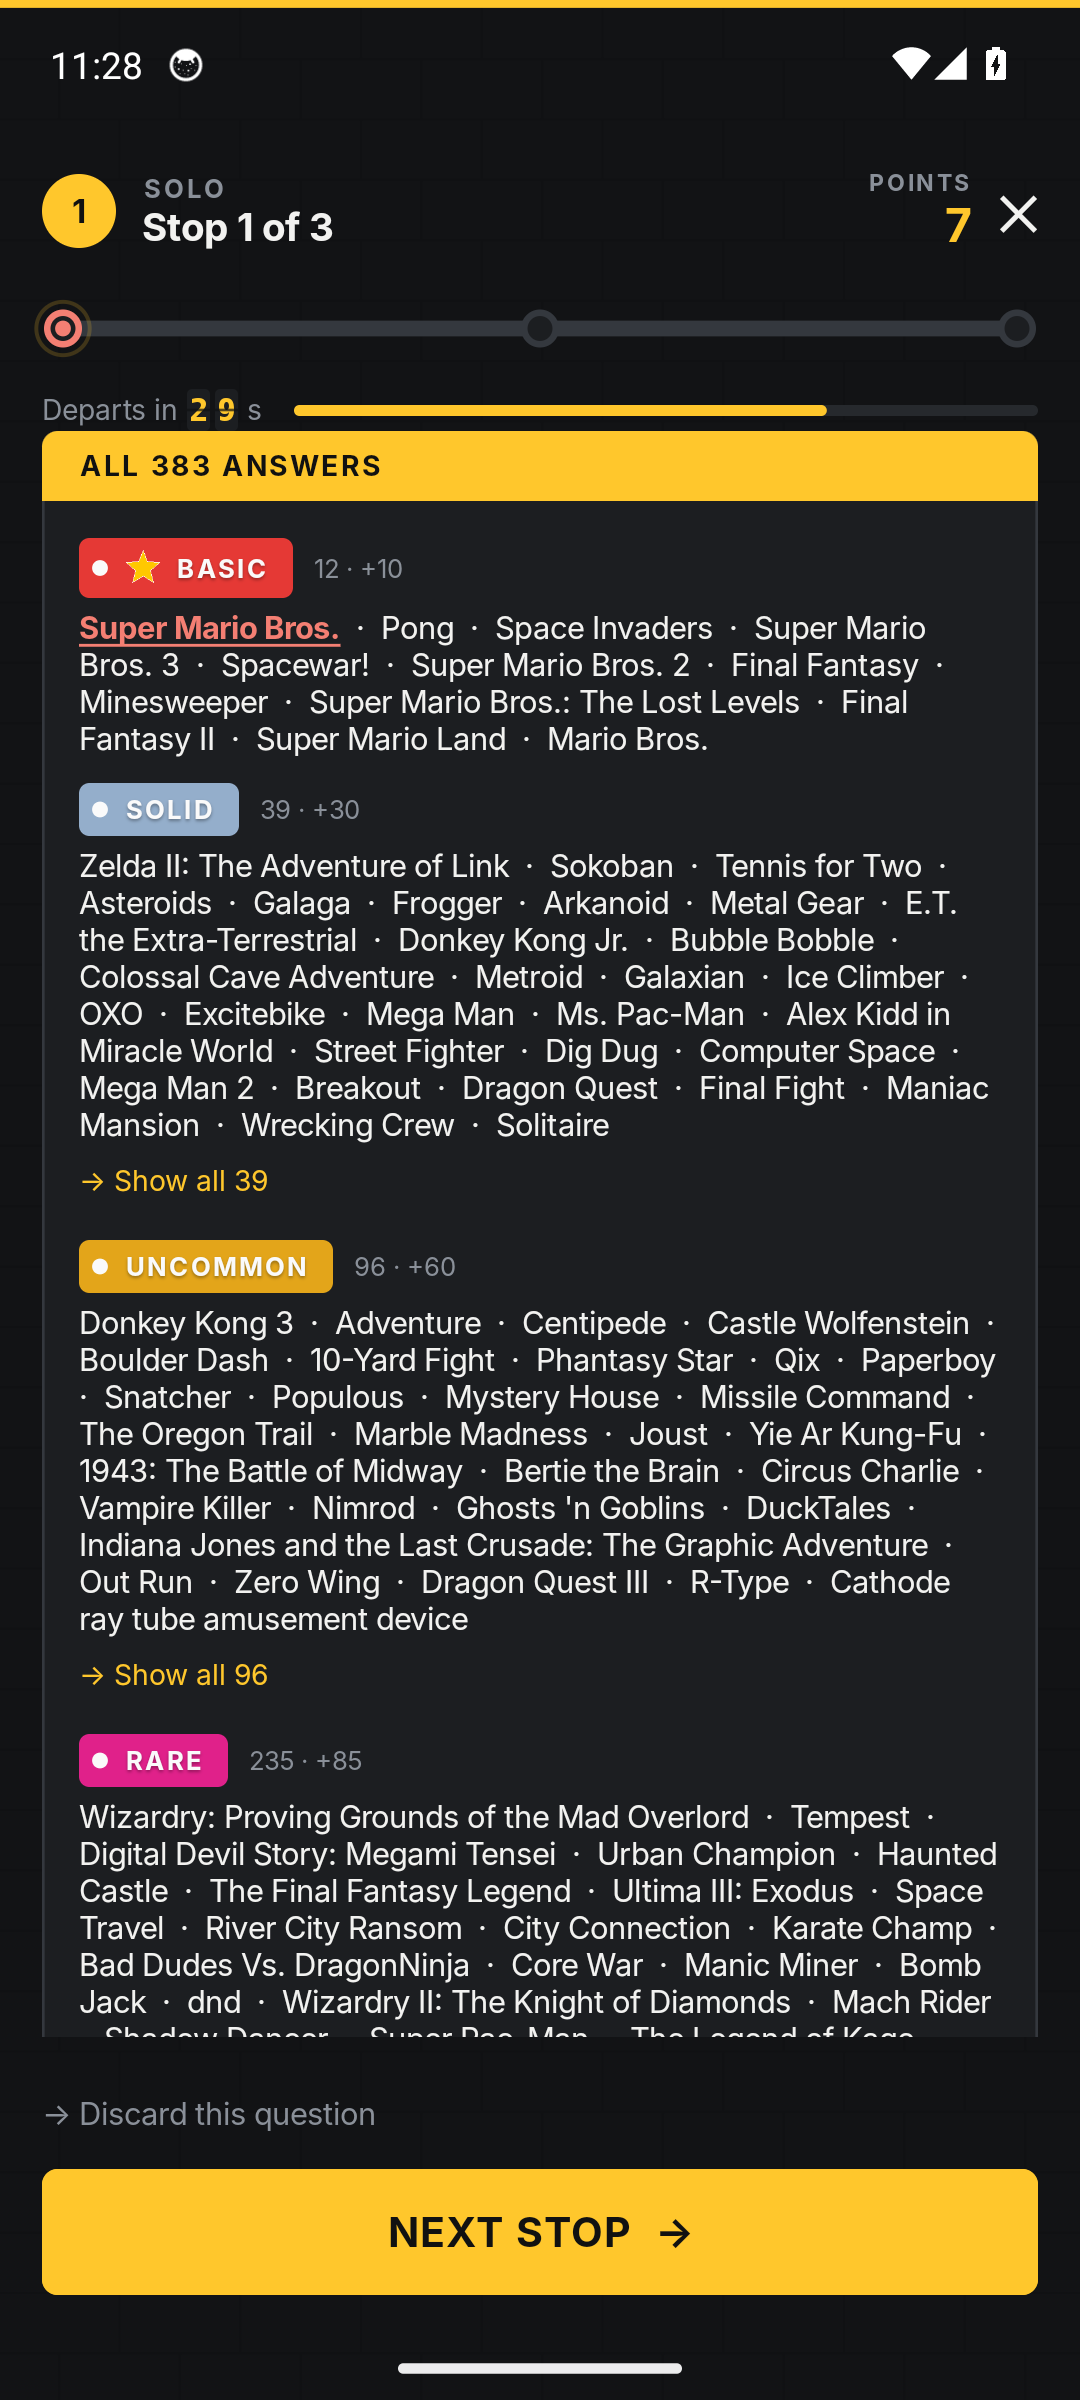 11:28
1
SOLO
Stop 1 of 3
POINTS
7
Departs in 29 s
ALL 383 ANSWERS
BASIC 12 · +10
Super Mario Bros. · Pong · Space Invaders · Super Mario
Bros. 3 · Spacewar! · Super Mario Bros. 2 · Final Fantasy ·
Minesweeper · Super Mario Bros.: The Lost Levels · Final
Fantasy II · Super Mario Land · Mario Bros.
SOLID 39 · +30
Zelda II: The Adventure of Link · Sokoban · Tennis for Two ·
Asteroids · Galaga · Frogger · Arkanoid · Metal Gear · E.T.
the Extra-Terrestrial · Donkey Kong Jr. · Bubble Bobble ·
Colossal Cave Adventure · Metroid · Galaxian · Ice Climber ·
OXO · Excitebike · Mega Man · Ms. Pac-Man · Alex Kidd in
Miracle World · Street Fighter · Dig Dug · Computer Space ·
Mega Man 2 · Breakout · Dragon Quest · Final Fight · Maniac
Mansion · Wrecking Crew · Solitaire
→ Show all 39
UNCOMMON 96 · +60
Donkey Kong 3 · Adventure · Centipede · Castle Wolfenstein ·
Boulder Dash · 10-Yard Fight · Phantasy Star · Qix · Paperboy
· Snatcher · Populous · Mystery House · Missile Command ·
The Oregon Trail · Marble Madness · Joust · Yie Ar Kung-Fu ·
1943: The Battle of Midway · Bertie the Brain · Circus Charlie ·
Vampire Killer · Nimrod · Ghosts 'n Goblins · DuckTales ·
Indiana Jones and the Last Crusade: The Graphic Adventure ·
Out Run · Zero Wing · Dragon Quest III · R-Type · Cathode
ray tube amusement device
→ Show all 96
RARE 235 · +85
Wizardry: Proving Grounds of the Mad Overlord · Tempest ·
Digital Devil Story: Megami Tensei · Urban Champion · Haunted
Castle · The Final Fantasy Legend · Ultima III: Exodus · Space
Travel · River City Ransom · City Connection · Karate Champ ·
Bad Dudes Vs. DragonNinja · Core War · Manic Miner · Bomb
Jack · dnd · Wizardry II: The Knight of Diamonds · Mach Rider
· Shadow Dancer · Super Pac-Man · The Legend of Kage
→ Discard this question
NEXT STOP →